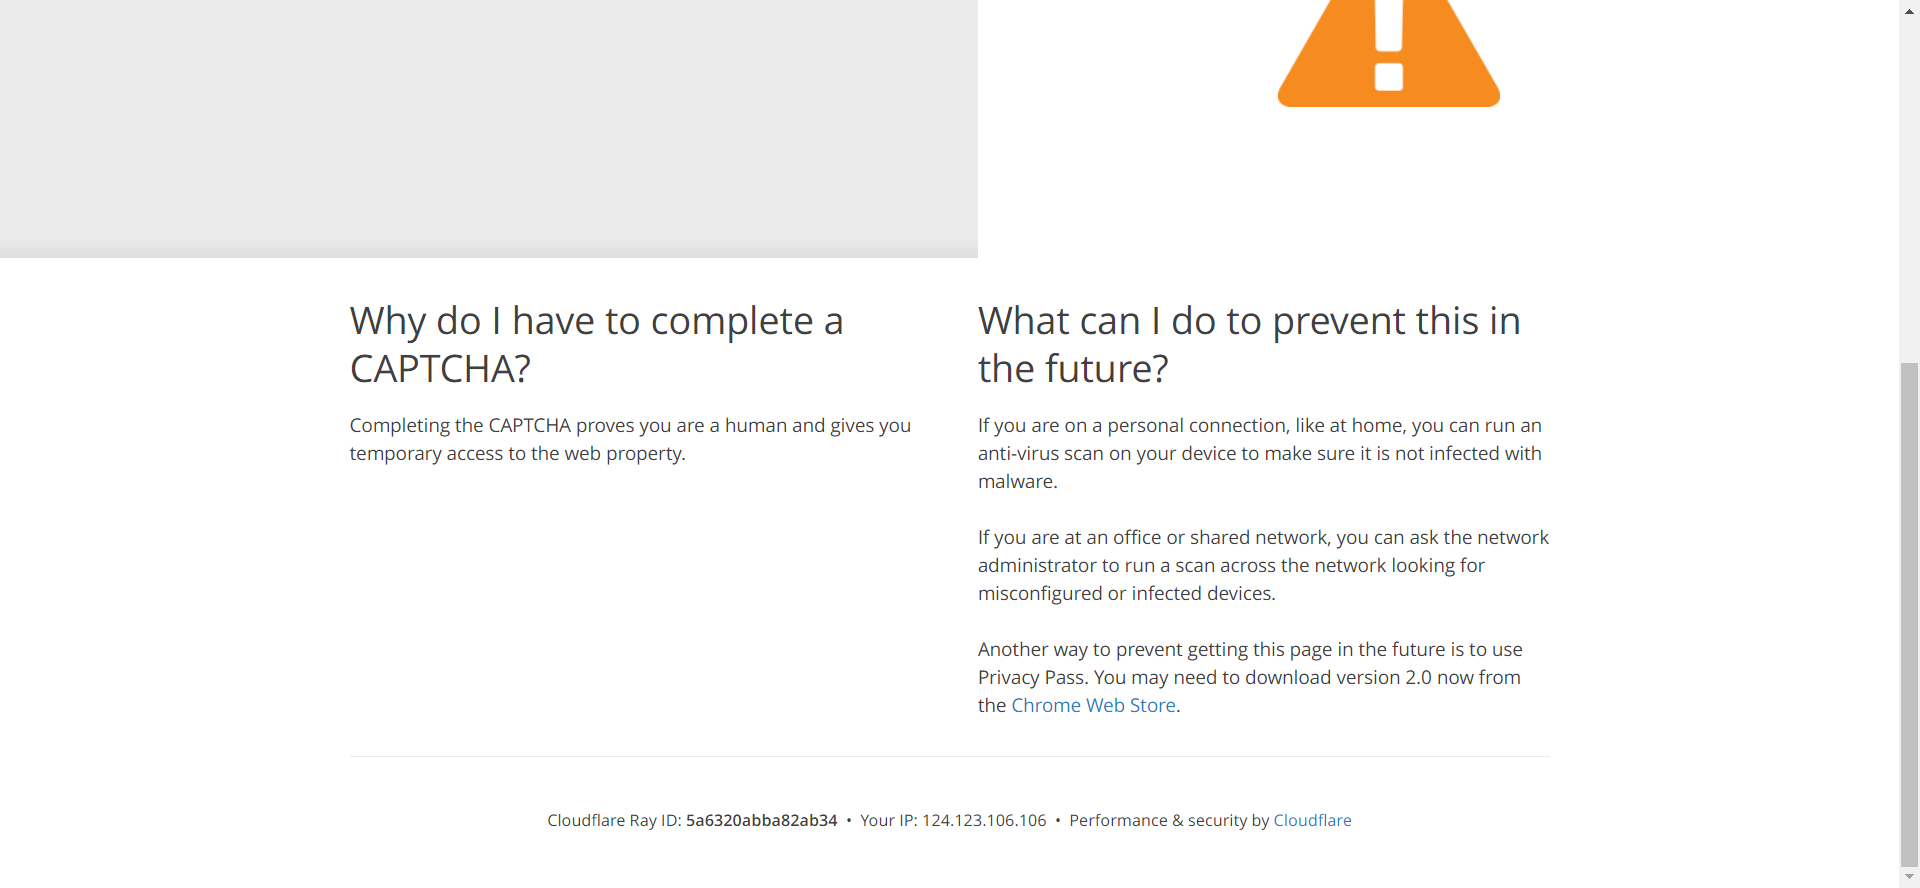 Why do I have to complete a
CAPTCHA?
Completing the CAPTCHA proves you are a human and gives you
temporary access to the web property.
What can I do to prevent this in
the future?
If you are on a personal connection, like at home, you can run an
anti-virus scan on your device to make sure it is not infected with
malware.
If you are at an office or shared network, you can ask the network
administrator to run a scan across the network looking for
misconfigured or infected devices.
Another way to prevent getting this page in the future is to use
Privacy Pass. You may need to download version 2.0 now from
the Chrome Web Store.
Cloudflare Ray ID: 5a6320abba82ab34 • Your IP: 124.123.106.106 • Performance & security by Cloudflare